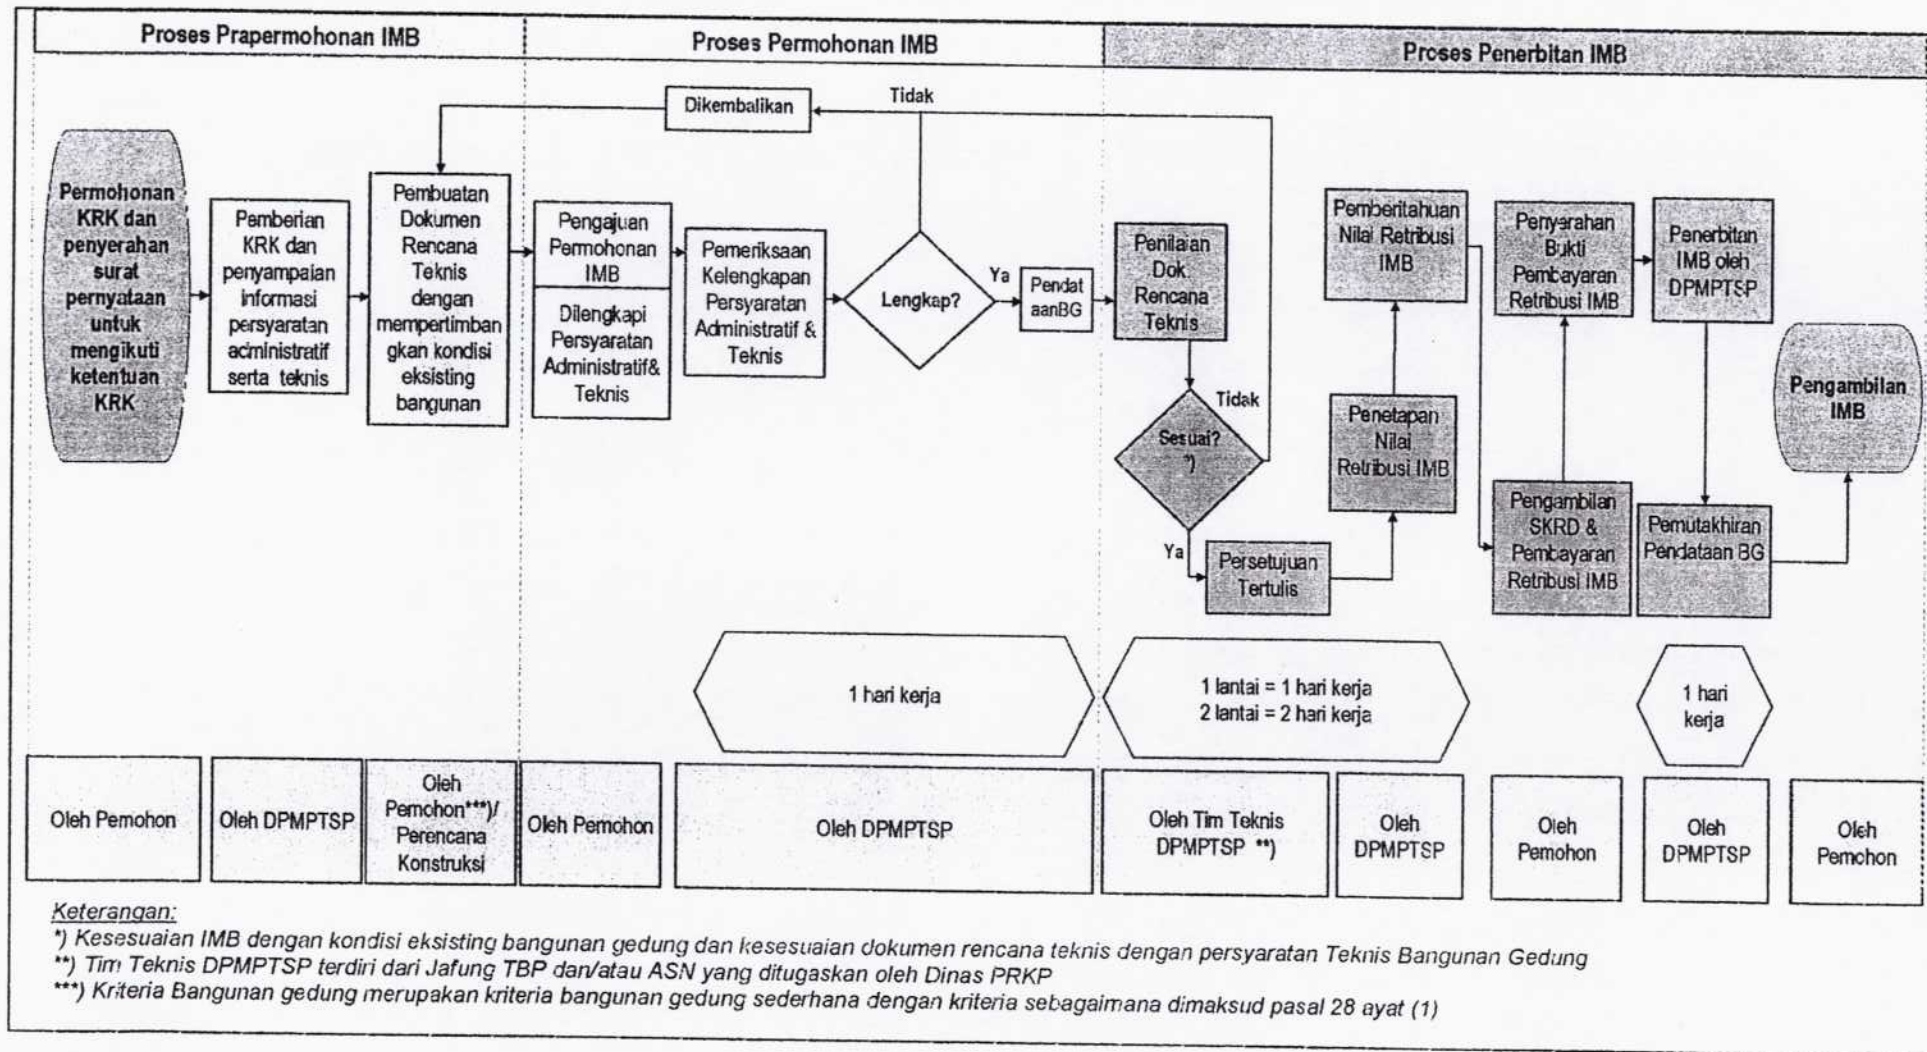 Proses Prapermohonan IMB
Proses Permohonan IMB
Proses Penerbitan IMB
Dikembalikan
Tidak
Permohonan
KRK dan
penyerahan
surat
pernyataan
untuk
mengikuti
ketentuan
KRK
Pemberian
KRK dan
penyampaian
informasi
persyaratan
administratif
serta teknis
Pembuatan
Dokumen
Rencana
Teknis
dengan
mempertimban
gkan kondisi
eksisting
bangunan
Pengajuan
Permohonan
IMB
Dilengkapi
Persyaratan
Administratif&
Teknis
Pemeriksaan
Kelengkapan
Persyaratan
Administratif &
Teknis
Lengkap?
Ya
Pendat
aanBG
Penilaian
Dok
Rencana
Teknis
Tidak
Sesuai?
*)
Ya
Persetujuan
Tertulis
Penetapan
Nilai
Retribusi IMB
Pemberitahuan
Nilai Retribusi
IMB
Pengambilan
SKRD &
Pembayaran
Retribusi IMB
Penyerahan
Bukti
Pembayaran
Retribusi IMB
Penerbitan
IMB oleh
DPMPTSP
Pemutakhiran
Pendataan BG
Pengambilan
IMB
1 hari kerja
1 lantai = 1 hari kerja
2 lantai = 2 hari kerja
1 hari
kerja
Oleh Pemohon
Oleh DPMPTSP
Oleh
Pemohon***)/
Perencana
Konstruksi
Oleh Pemohon
Oleh DPMPTSP
Oleh Tim Teknis
DPMPTSP **)
Oleh
DPMPTSP
Oleh
Pemohon
Oleh
DPMPTSP
Oleh
Pemohon
Keterangan:
*) Kesesuaian IMB dengan kondisi eksisting bangunan gedung dan kesesuaian dokumen rencana teknis dengan persyaratan Teknis Bangunan Gedung
**) Tim Teknis DPMPTSP terdiri dari Jafung TBP dan/atau ASN yang ditugaskan oleh Dinas PRKP
***) Kriteria Bangunan gedung merupakan kriteria bangunan gedung sederhana dengan kriteria sebagaimana dimaksud pasal 28 ayat (1)